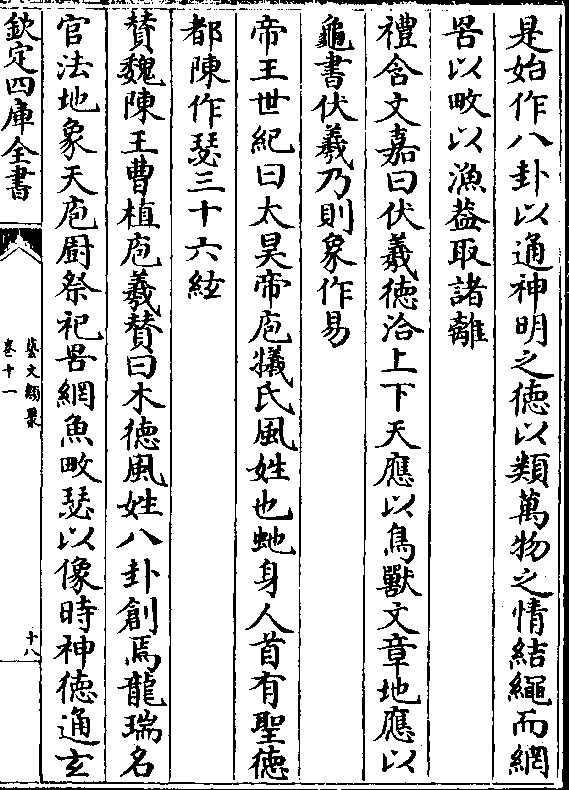 是始作八卦以通神明之徳以類萬物之情結繩而網
罟以畋以漁葢取諸離
禮含文嘉曰伏羲徳洽上下天應以鳥獸文章地應以
龜書伏羲乃則象作易
帝王世紀曰太昊帝庖犧氏風姓也虵身人首有聖徳
都陳作瑟三十六絃
賛魏陳王曹植庖羲賛曰木徳風姓八卦創焉龍瑞名
官法地象天庖厨祭祀罟網魚畋瑟以像時神徳通玄
欽定四庫全書
藝文類聚
卷十一
十八